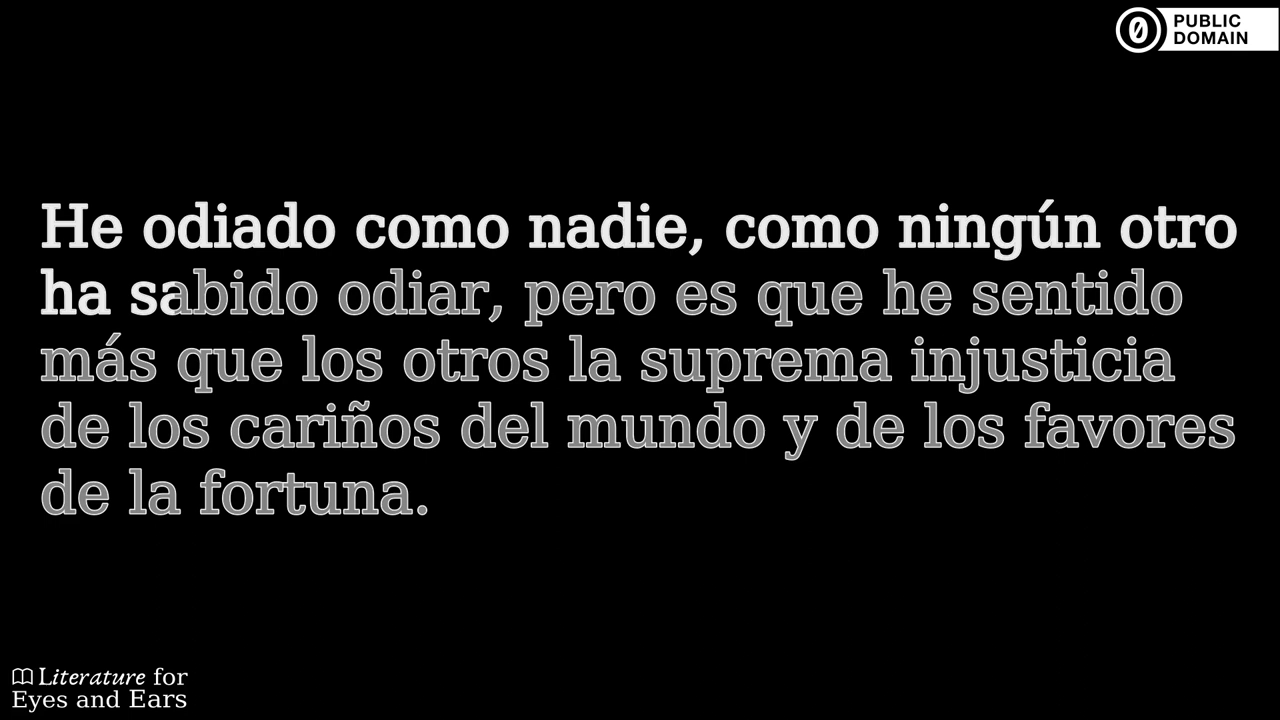 PUBLIC
DOMAIN
He odiado como nadie, como ningún otro
ha sabido odiar, pero es que he sentido
más que los otros la suprema injusticia
de los cariños del mundo y de los favores
de la fortuna.
Literature for
Eyes and Ears